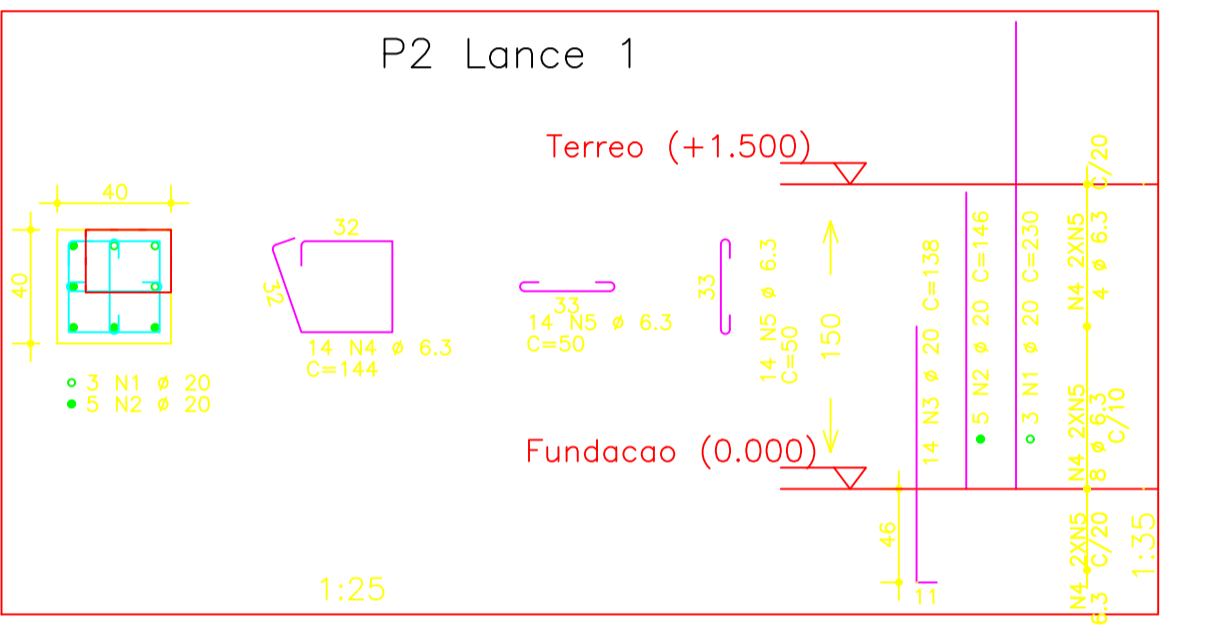 P2 Lance 1
Terreo (+1.500)
40
40
32
32
14 N4 ø 6.3
C=144
33
14 N5 ø 6.3
C=50
33
14 N5 ø 6.3
C=50
150
3 N1 ø 20
5 N2 ø 20
Fundacao (0.000)
14 N3 ø 20 C=138
5 N2 ø 20 C=146
3 N1 ø 20 C=230
N4 2XN5
4 ø 6.3
C/20
N4 2XN5
8 ø 6.3
C/10
N4 2XN5
6.3 C/20
46
11
1:25
1:35